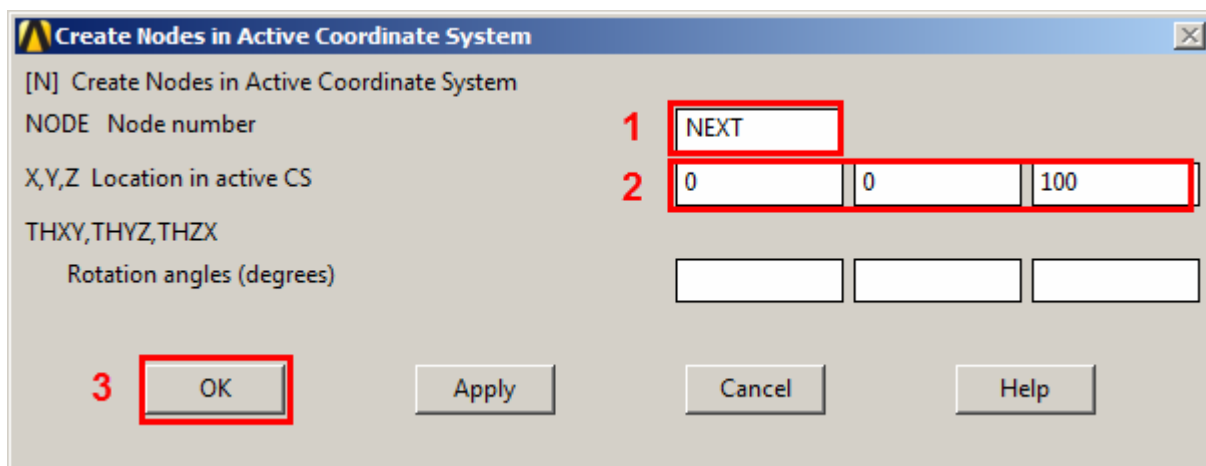 Create Nodes in Active Coordinate System
[N] Create Nodes in Active Coordinate System
NODE Node number 1 NEXT
X,Y,Z Location in active CS 2 0 0 100
THXY,THYZ,THZX
Rotation angles (degrees)
3 OK Apply Cancel Help